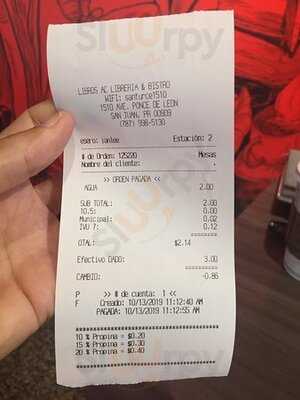 Sluurpy
LIBROS AC LIBRERIA & BISTRO
WIFI: santurce1510
1510 AVE. PONCE DE LEON
SAN JUAN, PR 00909
(787) 998-5130
esero: ianlee Estación: 2
# de Orden: 125220 Mesas
Nombre del cliente: .
>> ORDEN PAGADA <<
AGUA 2.00
SUB TOTAL: 2.00
10.5: 0.00
Municipal: 0.02
IVU 7: 0.12
OTAL: $2.14
Efectivo DADO: 3.00
CAMBIO: -0.86
P >> # de cuenta: 1 <<
F Creado: 10/13/2019 11:12:40 AM
PAGADA: 10/13/2019 11:12:55 AM
10 % Propina = $0.20
15 % Propina = $0.30
20 % Propina = $0.40
Sluurpy